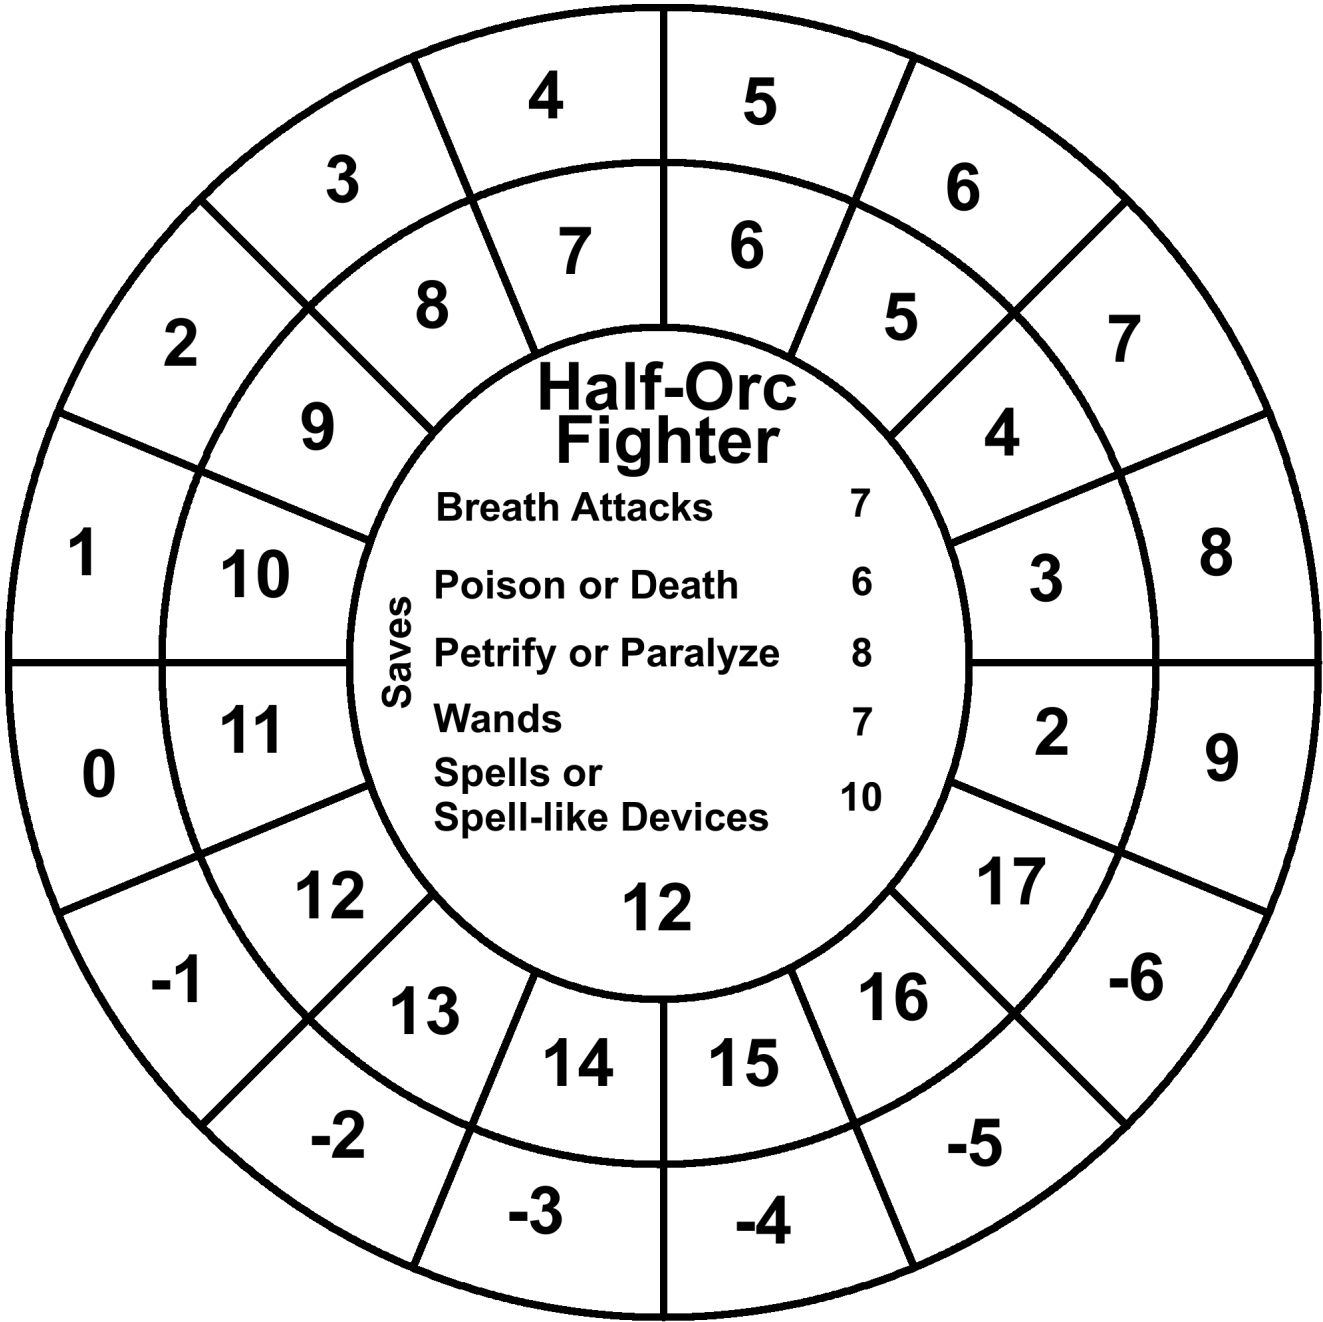 4 5
3 6
7 6
8 5
2 7
9 4
Half-Orc
Fighter
Breath Attacks 7
1 8
10 3
Poison or Death 6
Saves
Petrify or Paralyze 8
Wands 7
11 2
0 9
Spells or
Spell-like Devices 10
12 17
12
-1 -6
13 16
14 15
-2 -5
-3 -4